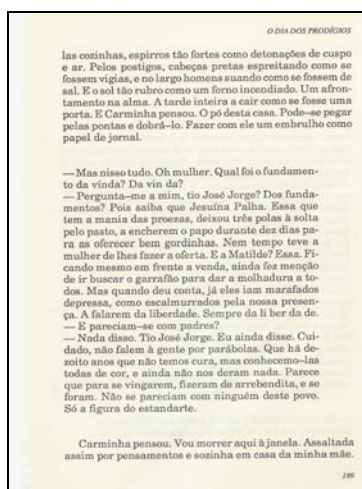 O DIA DOS PRODÍGIOS
las cozinhas, espirros tão fortes como detonações de cuspo
e ar. Pelos postigos, cabeças pretas espreitando como se
fossem vigias, e no largo homens suando como se fossem de
sal. E o sol tão rubro como um forno incendiado. Um afron-
tamento na alma. A tarde inteira a cair como se fosse uma
porta. E Carminha pensou. O pó desta casa. Pode-se pegar
pelas pontas e dobrá-lo. Fazer com ele um embrulho como
papel de jornal.
— Mas nisso tudo. Oh mulher. Qual foi o fundamen-
to da vinda? Da vin da?
— Pergunta-me a mim, tio José Jorge? Dos funda-
mentos? Pois saiba que Jesuína Palha. Essa que
tem a mania das proezas, deixou três polas à solta
pelo pasto, a encherem o papo durante dez dias pa-
ra as oferecer bem gordinhas. Nem tempo teve a
mulher de lhes fazer a oferta. E a Matilde? Essa. Fi-
cando mesmo em frente a venda, ainda fez menção
de ir buscar o garrafão para dar a molhadura a to-
dos. Mas quando deu conta, já eles iam marafados
depressa, como escalmurrados pela nossa presen-
ça. A falarem da liberdade. Sempre da li ber da de.
— E pareciam-se com padres?
— Nada disso. Tio José Jorge. Eu ainda disse. Cui-
dado, não falem à gente por parábolas. Que há de-
zoito anos que não temos cura, mas conhecemo-las
todas de cor, e ainda não nos deram nada. Parece
que para se vingarem, fizeram de arrebendita, e se
foram. Não se pareciam com ninguém deste povo.
Só a figura do estandarte.
Carminha pensou. Vou morrer aqui à janela. Assaltada
assim por pensamentos e sozinha em casa da minha mãe.
189